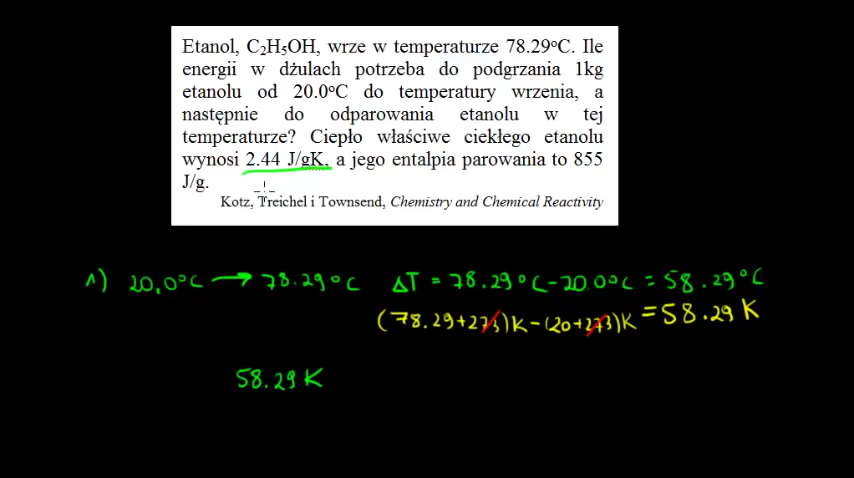 Etanol, C₂H₅OH, wrze w temperaturze 78.29°C. Ile
energii w dżulach potrzeba do podgrzania 1kg
etanolu od 20.0°C do temperatury wrzenia, a
następnie do odparowania etanolu w tej
temperaturze? Ciepło właściwe ciekłego etanolu
wynosi 2.44 J/gK, a jego entalpia parowania to 855
J/g.
Kotz, Treichel i Townsend, Chemistry and Chemical Reactivity
1) 20,0°C → 78.29°C ΔT = 78.29°C - 20.0°C = 58.29°C
(78.29+273)K - (20+273)K = 58.29 K
58.29 K